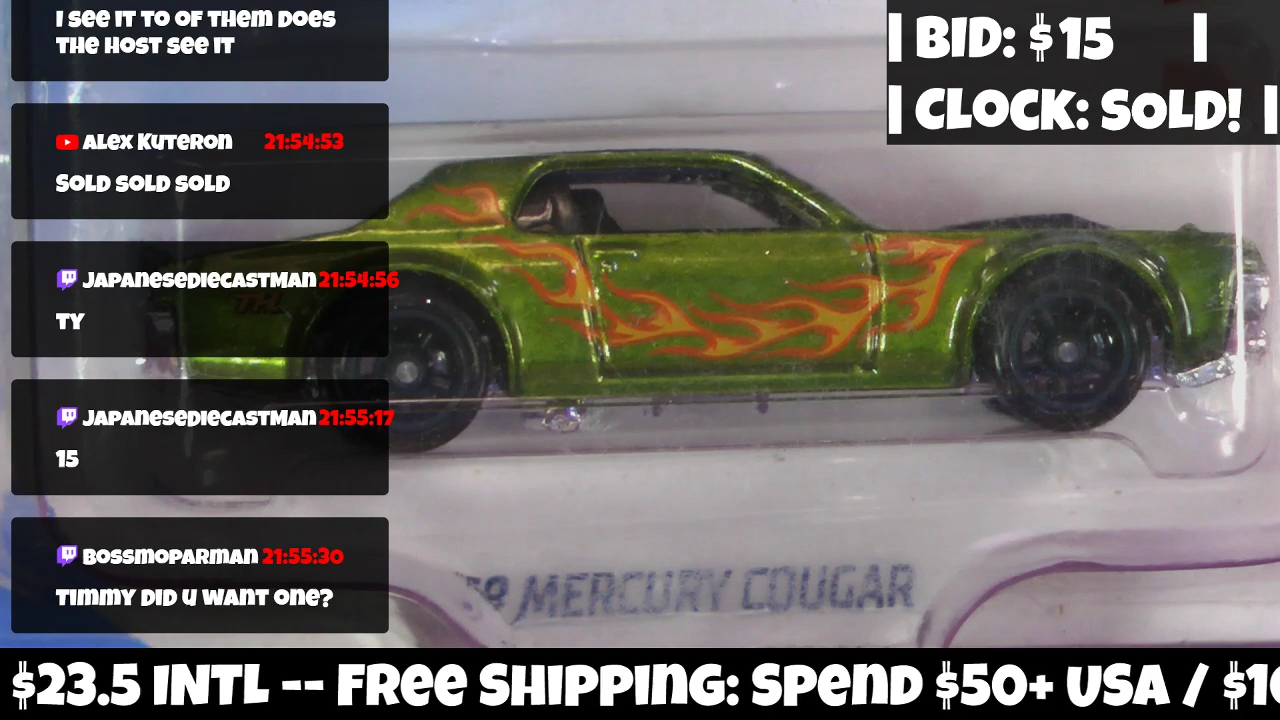 I see it to of them does
the host see it
Alex Kuteron 21:54:53
sold sold sold
japanesediecastman 21:54:56
ty
japanesediecastman 21:55:17
15
bossmoparman 21:55:30
Timmy did u want one?
| BID: $15 |
| CLOCK: SOLD! |
MERCURY COUGAR
$23.5 INTL -- Free Shipping: Spend $50+ USA / $10